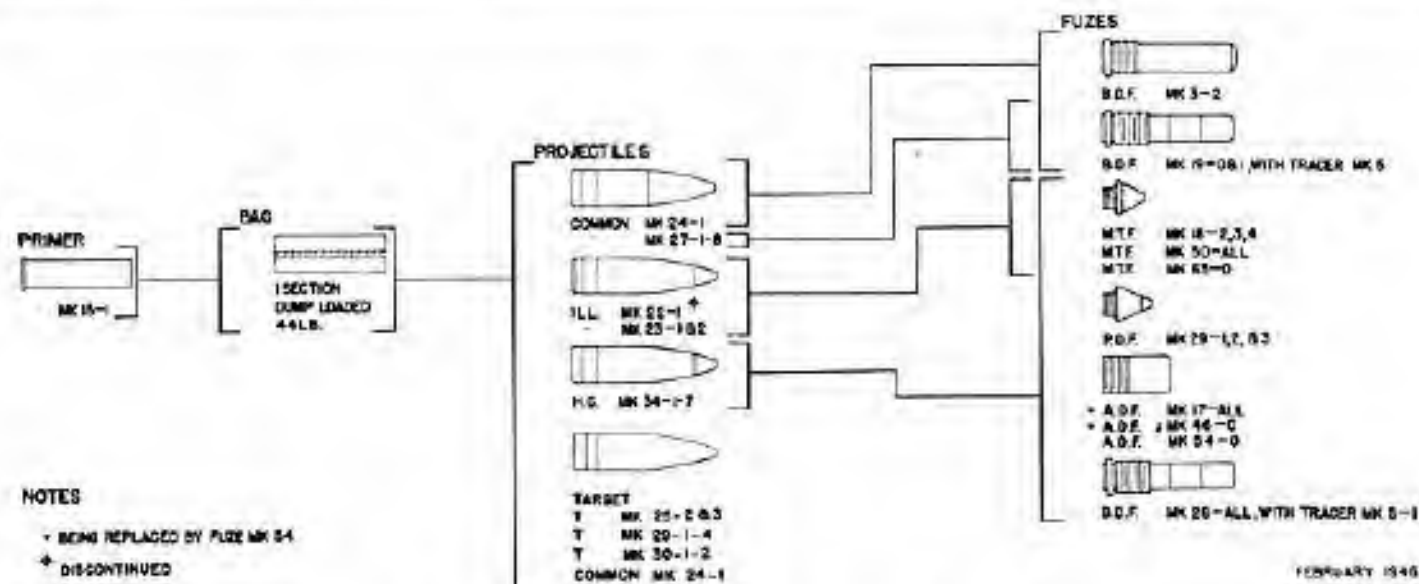 PRIMER
MK 15-1
BAG
1 SECTION
DUMP LOADED
44 LB.
PROJECTILES
COMMON MK 24-1
MK 27-1-8
ILL. MK 22-1
MK 23-1&2
H.C. MK 34-1-7
TARGET
T MK 25-2&3
T MK 29-1-4
T MK 30-1-2
COMMON MK 24-1
FUZES
B.D.F. MK 3-2
B.D.F. MK 19-0&1, WITH TRACER MK 5
M.T.F. MK 18-2,3,4
M.T.F. MK 50-ALL
M.T.F. MK
P.D.F. MK 29-1,2,&3
A.D.F. MK 17-ALL
A.D.F. MK 46-0
A.D.F. MK 54-0
B.D.F. MK 28-ALL, WITH TRACER MK 5-1
NOTES
BEING REPLACED BY FUZE MK 54
DISCONTINUED
FEBRUARY